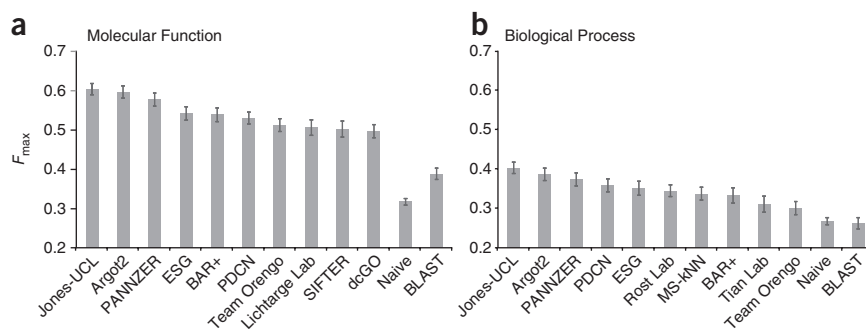 a
Molecular Function
0.7
0.6
0.5
0.4
0.3
0.2
Fmax
Jones-UCL
Argot2
PANNZER
ESG
BAR+
PDCN
Team Orengo
Lichtarge Lab
SIFTER
dcGO
Naive
BLAST
b
Biological Process
0.7
0.6
0.5
0.4
0.3
0.2
Jones-UCL
Argot2
PANNZER
PDCN
ESG
Rost Lab
MS-kNN
BAR+
Tian Lab
Team Orengo
Naive
BLAST